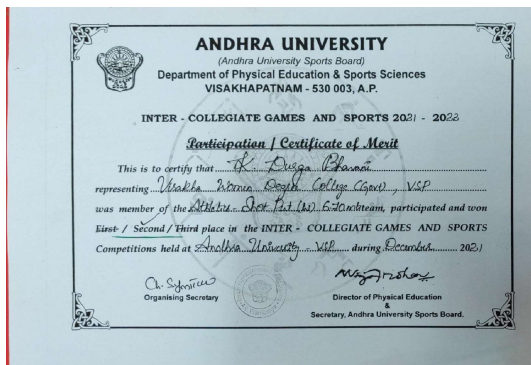 ANDHRA UNIVERSITY
(Andhra University Sports Board)
Department of Physical Education & Sports Sciences
VISAKHAPATNAM - 530 003, A.P.
INTER - COLLEGIATE GAMES AND SPORTS 2021 - 2022
Participation / Certificate of Merit
This is to certify that K. Durga Bhavani
representing Visakha Women Degree College (Govt), VSP
was member of the Athletics - Shot Put (W) 6.70 team, participated and won
First / Second / Third place in the INTER - COLLEGIATE GAMES AND SPORTS
Competitions held at Andhra University - VSP during December 2021
Organising Secretary
Director of Physical Education
&
Secretary, Andhra University Sports Board.